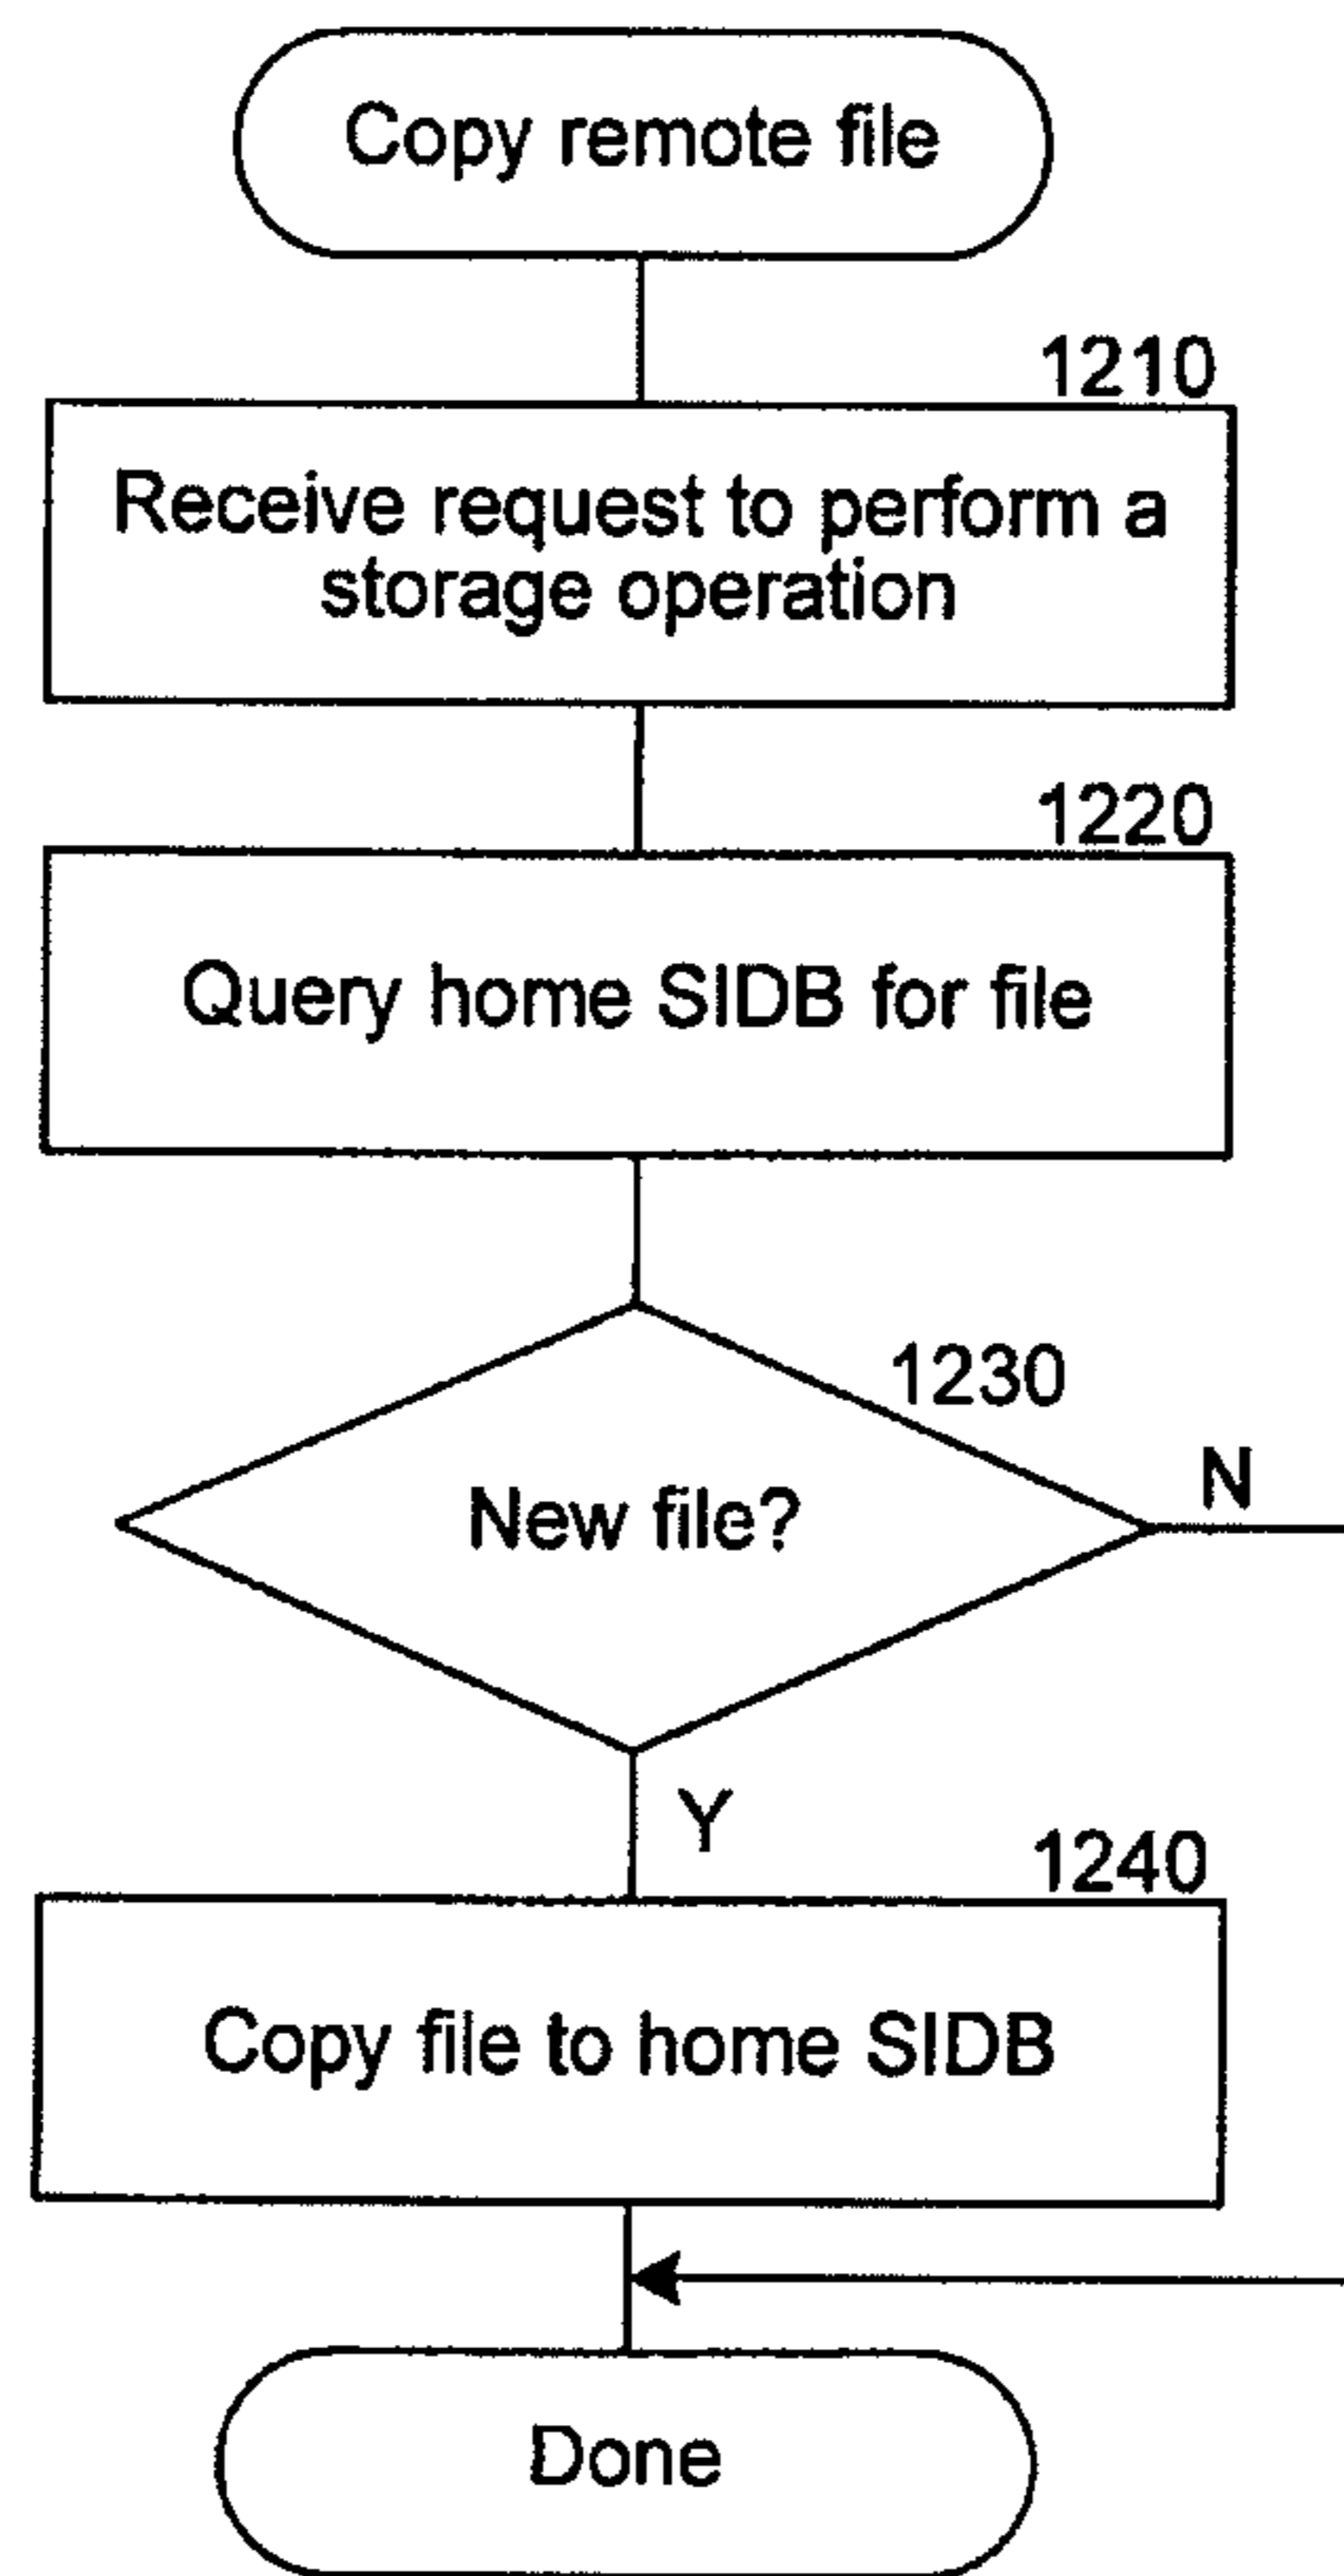 Copy remote file
1210
Receive request to perform a
storage operation
1220
Query home SIDB for file
1230
New file?
N
Y
1240
Copy file to home SIDB
Done